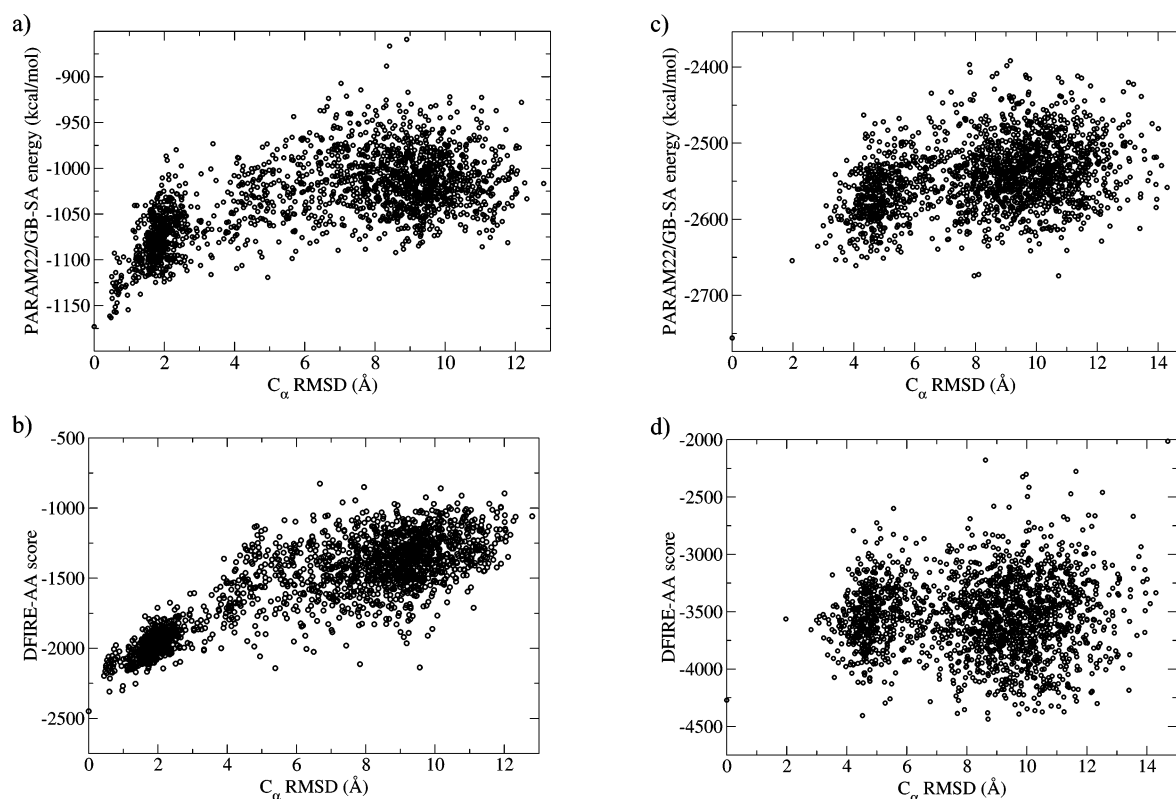 a)
PARAM22/GB-SA energy (kcal/mol)
-900
-950
-1000
-1050
-1100
-1150
0 2 4 6 8 10 12
Cα RMSD (Å)
c)
PARAM22/GB-SA energy (kcal/mol)
-2400
-2500
-2600
-2700
0 2 4 6 8 10 12 14
Cα RMSD (Å)
b)
DFIRE-AA score
-500
-1000
-1500
-2000
-2500
0 2 4 6 8 10 12
Cα RMSD (Å)
d)
DFIRE-AA score
-2000
-2500
-3000
-3500
-4000
-4500
0 2 4 6 8 10 12 14
Cα RMSD (Å)